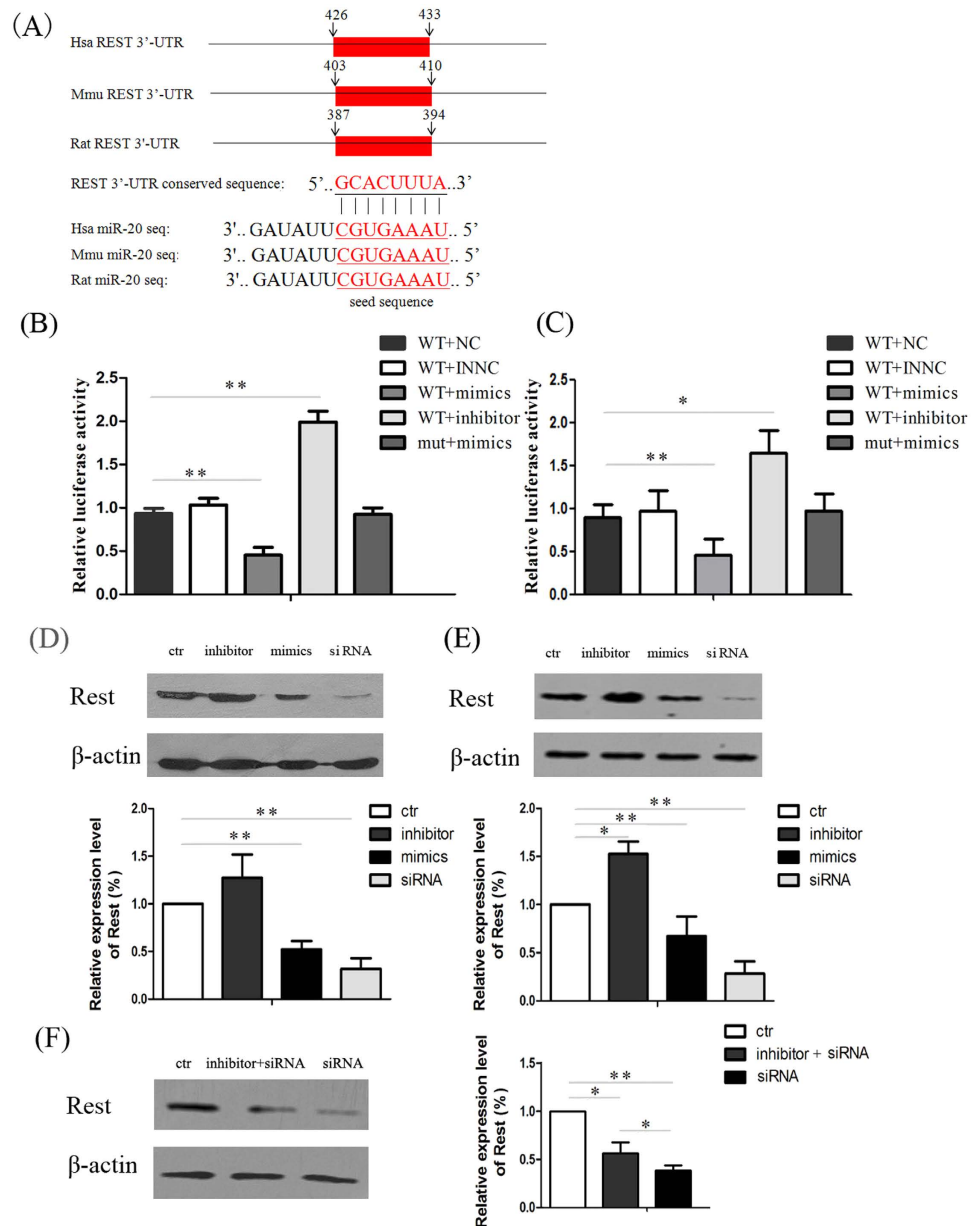 (A)
426 433
Hsa REST 3’-UTR
403 410
Mmu REST 3’-UTR
387 394
Rat REST 3'-UTR
REST 3’-UTR conserved sequence: 5’..GCACUUUA..3’
Hsa miR-20 seq: 3'.. GAUAUUCGUGAAAU.. 5’
Mmu miR-20 seq: 3'.. GAUAUUCGUGAAAU.. 5’
Rat miR-20 seq: 3'.. GAUAUUCGUGAAAU.. 5’
seed sequence
(B)
Relative luciferase activity
2.5
2.0
1.5
1.0
0.5
0.0
**
**
WT+NC
WT+INNC
WT+mimics
WT+inhibitor
mut+mimics
(C)
Relative luciferase activity
2.5
2.0
1.5
1.0
0.5
0.0
*
**
WT+NC
WT+INNC
WT+mimics
WT+inhibitor
mut+mimics
(D)
ctr inhibitor mimics si RNA
Rest
β-actin
Relative expression level
of Rest (%)
2.0
1.5
1.0
0.5
0.0
**
**
ctr
inhibitor
mimics
siRNA
(E)
ctr inhibitor mimics si RNA
Rest
β-actin
Relative expression level
of Rest (%)
2.0
1.5
1.0
0.5
0.0
**
**
*
ctr
inhibitor
mimics
siRNA
(F)
ctr inhibitor+siRNA siRNA
Rest
β-actin
Relative expression level
of Rest (%)
1.5
1.0
0.5
0.0
**
*
*
ctr
inhibitor + siRNA
siRNA